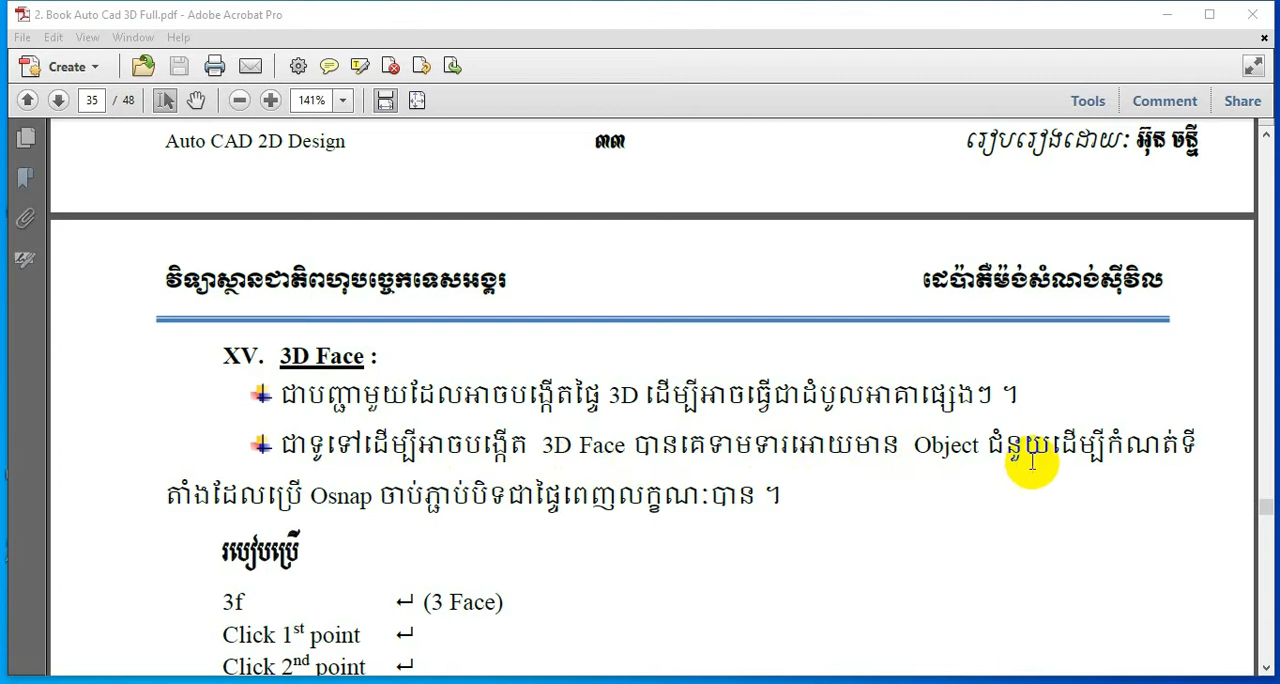 2. Book Auto Cad 3D Full.pdf - Adobe Acrobat Pro
File Edit View Window Help
Create
35 / 48 141% Tools Comment Share
Auto CAD 2D Design ៣៣ រៀបរៀងដោយ: អ៊ុន ចន្ឌី
វិទ្យាស្ថានជាតិពហុបច្ចេកទេសអង្គរ ដេប៉ាតឺម៉ង់សំណង់ស៊ីវិល
XV. 3D Face :
ជាបញ្ជាមួយដែលអាចបង្កើតផ្ទៃ 3D ដើម្បីអាចធ្វើជាដំបូលអាគារផ្សេងៗ ។
ជាទូទៅដើម្បីអាចបង្កើត 3D Face បានគេទាមទារអោយមាន Object ជំនួយដើម្បីកំណត់ទី
តាំងដែលប្រើ Osnap ចាប់ភ្ជាប់បិទជាផ្ទៃពេញលក្ខណៈបាន ។
របៀបប្រើ
3f ↵ (3 Face)
Click 1st point ↵
Click 2nd point ↵